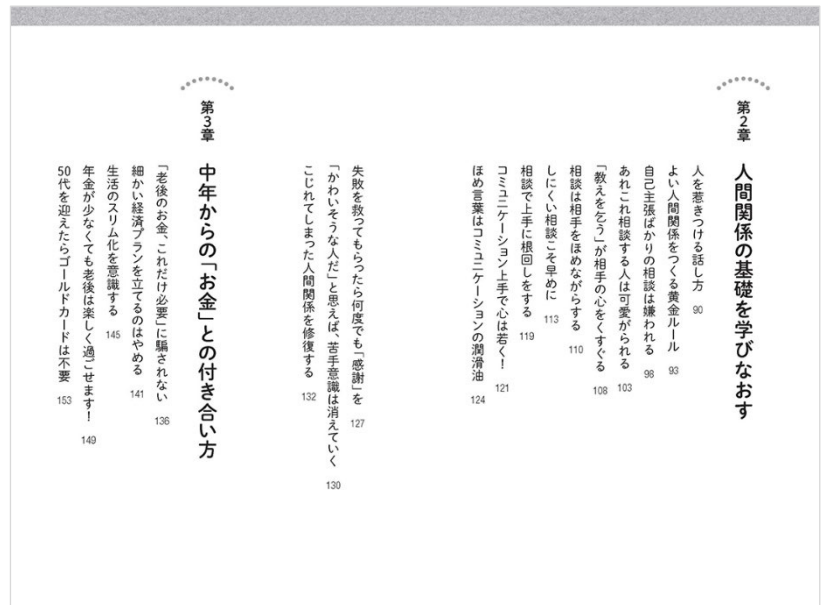 第2章 人間関係の基礎を学びなおす
人を惹きつける話し方 90
よい人間関係をつくる黄金ルール 93
自己主張ばかりの相談は嫌われる 98
あれこれ相談する人は可愛がられる 103
「教えを乞う」が相手の心をくすぐる 108
相談は相手をほめながらする 110
しにくい相談こそ早めに 113
相談で上手に根回しをする 119
コミュニケーション上手で心は若く! 121
ほめ言葉はコミュニケーションの潤滑油 124
失敗を救ってもらったら何度でも「感謝」を 127
「かわいそうな人だ」と思えば、苦手意識は消えていく 130
こじれてしまった人間関係を修復する 132
第3章 中年からの「お金」との付き合い方
「老後のお金、これだけ必要」に騙されない 136
細かい経済プランを立てるのはやめる 141
生活のスリム化を意識する 145
年金が少なくても老後は楽しく過ごせます! 149
50代を迎えたらゴールドカードは不要 153